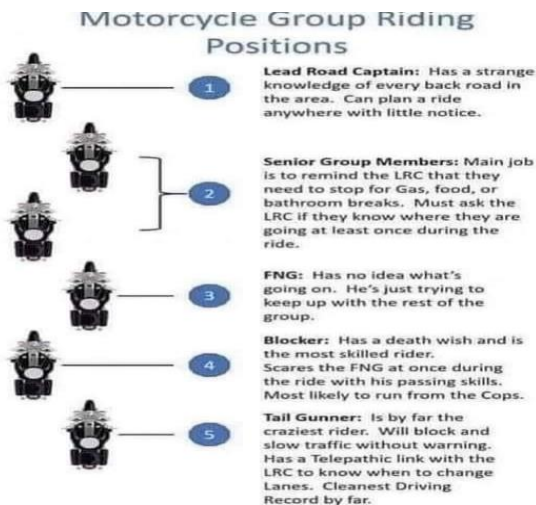 Motorcycle Group Riding
Positions
1
Lead Road Captain: Has a strange
knowledge of every back road in
the area. Can plan a ride
anywhere with little notice.
2
Senior Group Members: Main job
is to remind the LRC that they
need to stop for Gas, food, or
bathroom breaks. Must ask the
LRC if they know where they are
going at least once during the
ride.
3
FNG: Has no idea what's
going on. He's just trying to
keep up with the rest of the
group.
4
Blocker: Has a death wish and is
the most skilled rider.
Scares the FNG at once during
the ride with his passing skills.
Most likely to run from the Cops.
5
Tail Gunner: Is by far the
craziest rider. Will block and
slow traffic without warning.
Has a Telepathic link with the
LRC to know when to change
Lanes. Cleanest Driving
Record by far.